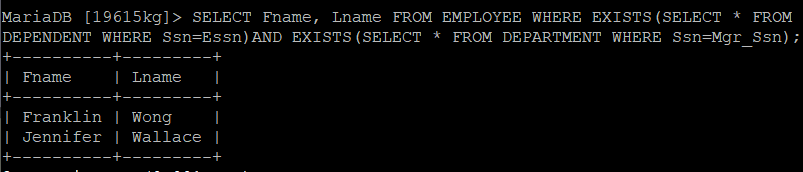 MariaDB [19615kg]> SELECT Fname, Lname FROM EMPLOYEE WHERE EXISTS(SELECT * FROM
DEPENDENT WHERE Ssn=Essn)AND EXISTS(SELECT * FROM DEPARTMENT WHERE Ssn=Mgr_Ssn);
+----------+---------+
| Fname    | Lname   |
+----------+---------+
| Franklin | Wong    |
| Jennifer | Wallace |
+----------+---------+